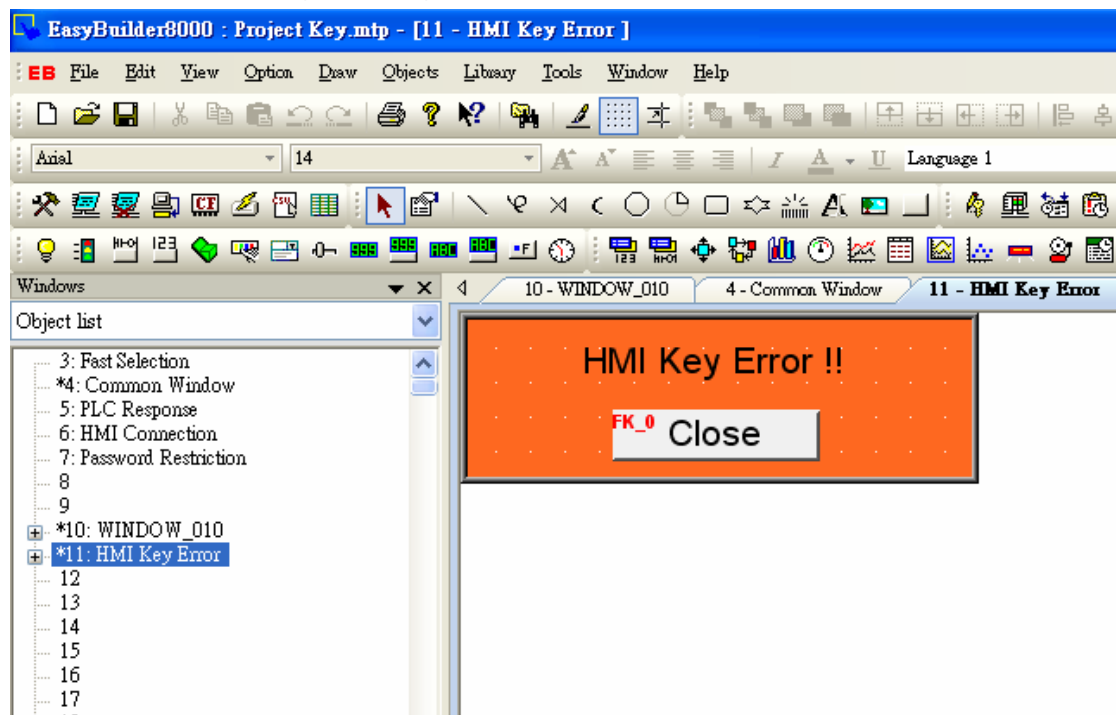 EasyBuilder8000 : Project Key.mtp - [11 - HMI Key Error ]
EB File Edit View Option Draw Objects Library Tools Window Help
Arial 14 Language 1
Windows
10 - WINDOW_010 4 - Common Window 11 - HMI Key Error
Object list
3: Fast Selection
*4: Common Window
5: PLC Response
6: HMI Connection
7: Password Restriction
8
9
*10: WINDOW_010
*11: HMI Key Error
12
13
14
15
16
17
HMI Key Error !!
FK_0 Close